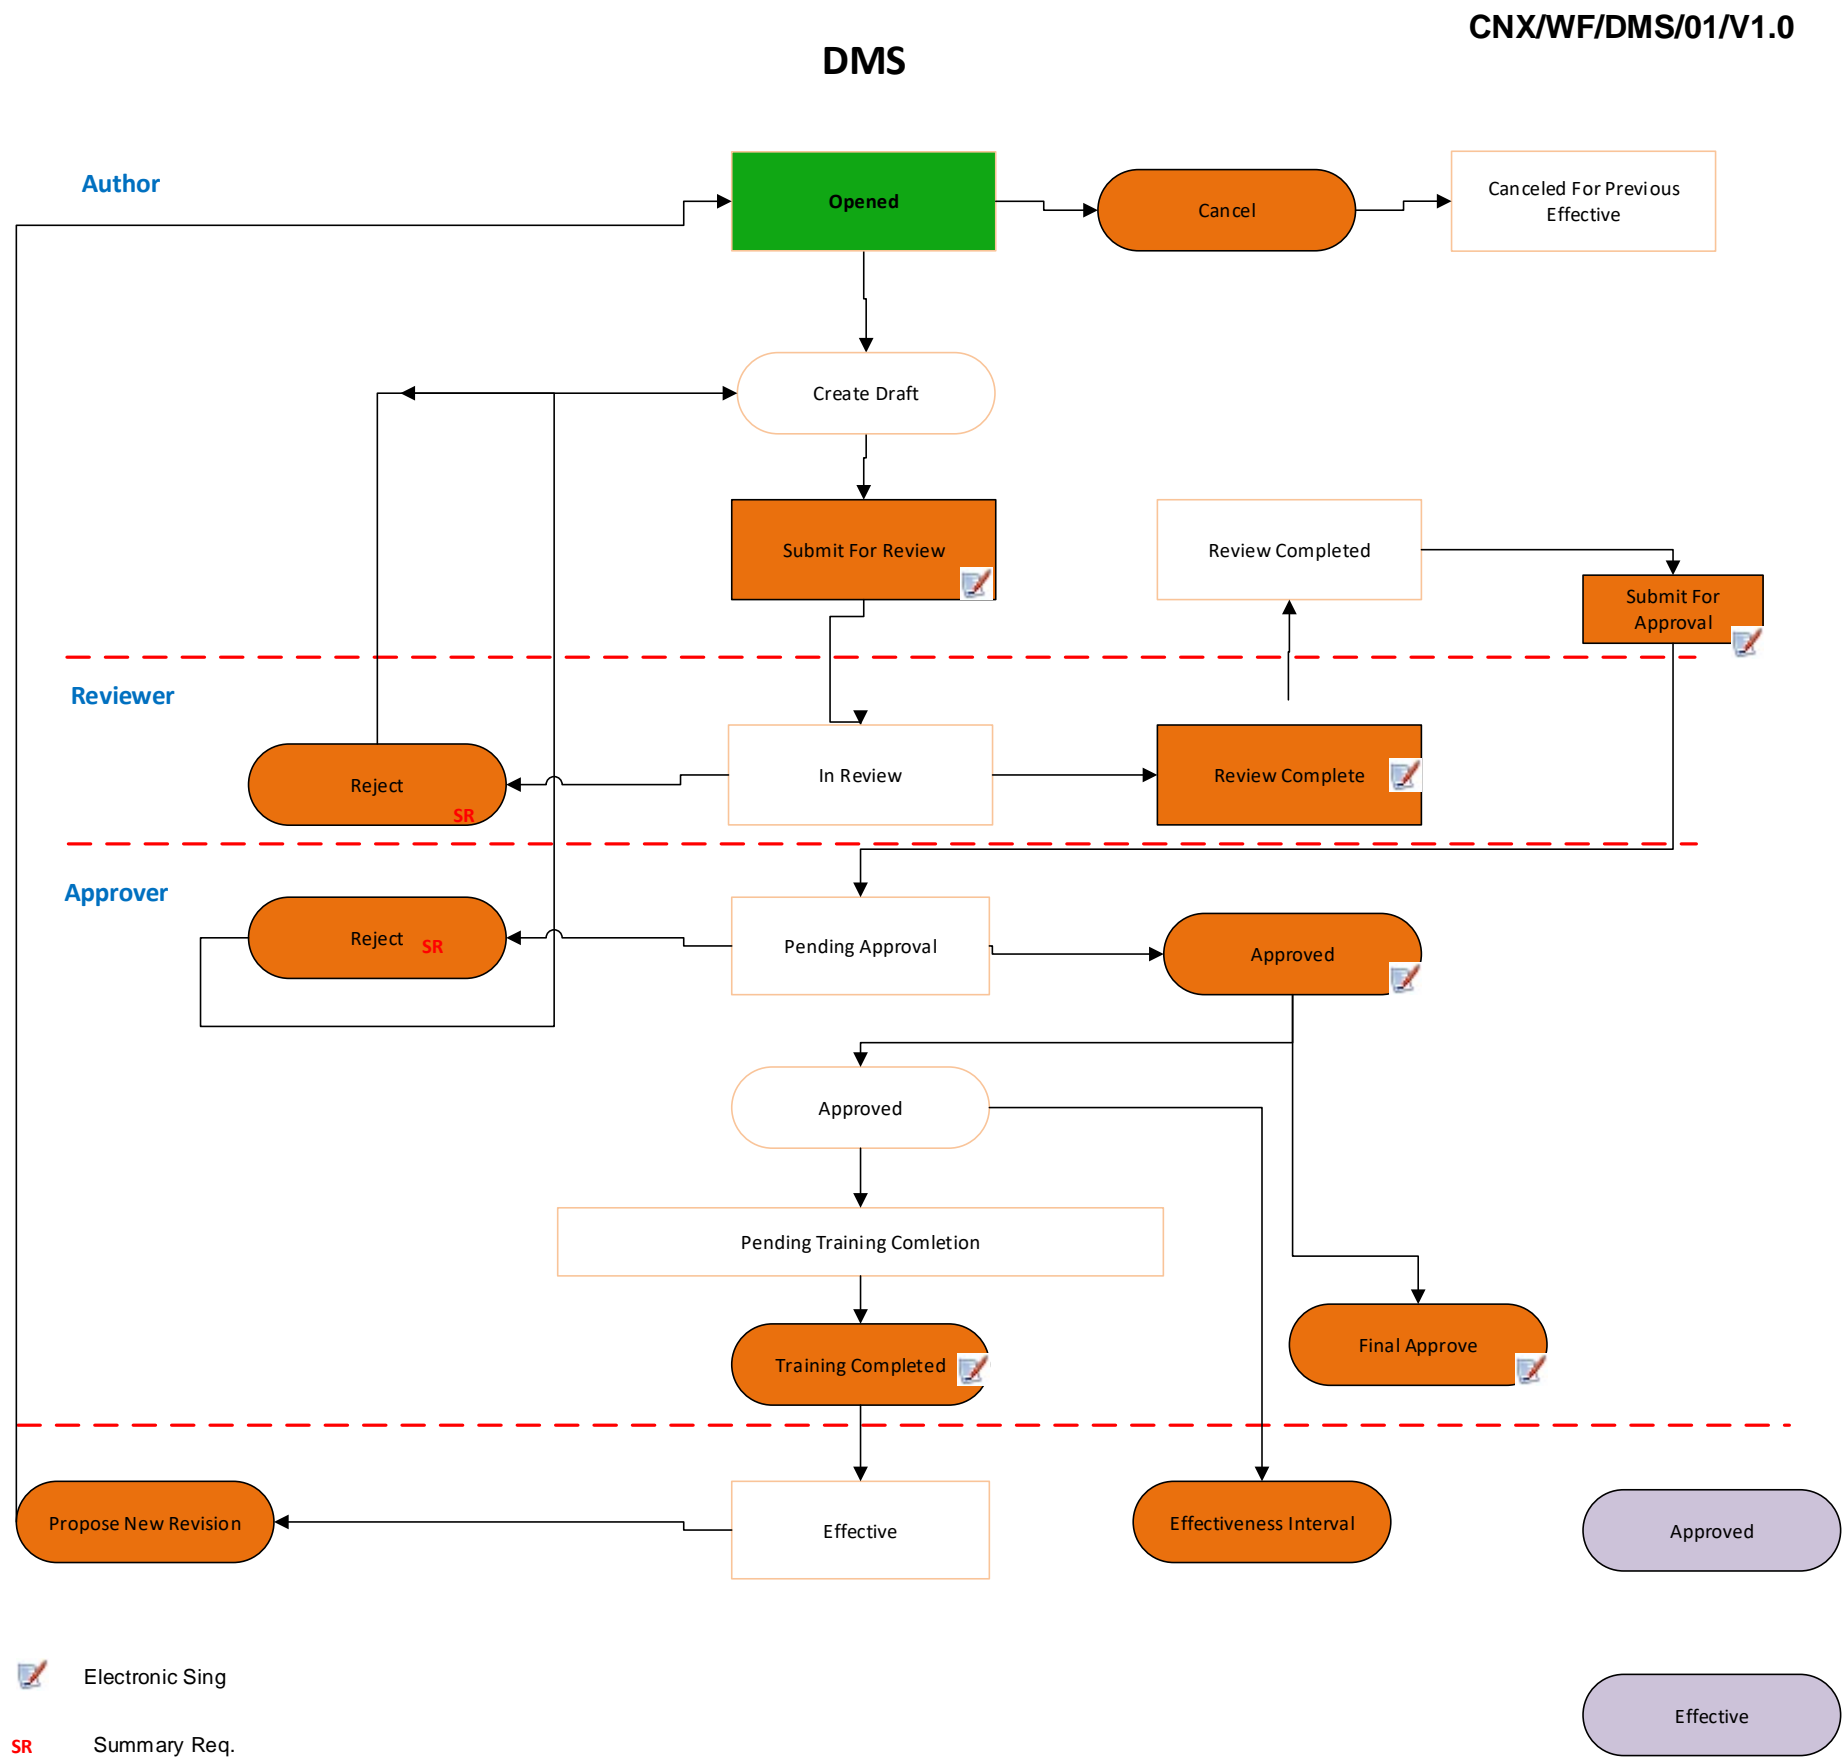 CNX/WF/DMS/01/V1.0
DMS
Author
Opened
Cancel
Canceled For Previous
Effective
Create Draft
Submit For Review
Review Completed
Submit For
Approval
Reviewer
In Review
Review Complete
Reject
SR
Approver
Reject
SR
Pending Approval
Approved
Approved
Pending Training Comletion
Final Approve
Training Completed
Propose New Revision
Effective
Effectiveness Interval
Approved
Electronic Sing
Effective
SR
Summary Req.